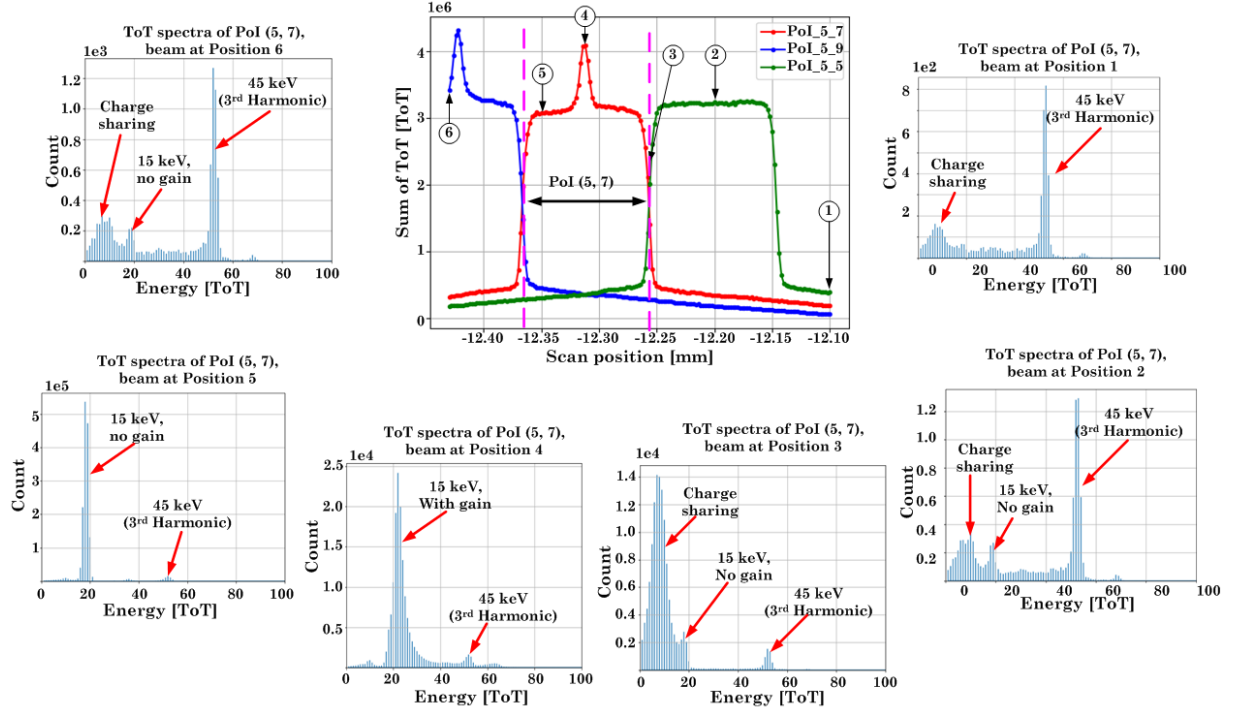 ToT spectra of PoI (5, 7),
beam at Position 6
1e3
1.2
1.0
0.8
0.6
0.4
0.2
0
20
40
60
80
100
Count
Energy [ToT]
Charge
sharing
15 keV,
no gain
45 keV
(3rd Harmonic)
1e6
4
3
2
1
0
Sum of ToT [ToT]
-12.40
-12.35
-12.30
-12.25
-12.20
-12.15
-12.10
Scan position [mm]
PoI_5_7
PoI_5_9
PoI_5_5
PoI (5, 7)
6
5
4
3
2
1
ToT spectra of PoI (5, 7),
beam at Position 1
8e2
8
6
4
2
0
20
40
60
80
100
Count
Energy [ToT]
Charge
sharing
45 keV
(3rd Harmonic)
ToT spectra of PoI (5, 7),
beam at Position 5
1e5
5
4
3
2
1
0
20
40
60
80
100
Count
Energy [ToT]
15 keV,
no gain
45 keV
(3rd Harmonic)
ToT spectra of PoI (5, 7),
beam at Position 4
1e4
2.5
2.0
1.5
1.0
0.5
0.0
0
20
40
60
80
100
Count
Energy [ToT]
15 keV,
With gain
45 keV
(3rd Harmonic)
ToT spectra of PoI (5, 7),
beam at Position 3
1e4
1.4
1.2
1.0
0.8
0.6
0.4
0.2
0
20
40
60
80
100
Count
Energy [ToT]
Charge
sharing
15 keV,
No gain
45 keV
(3rd Harmonic)
ToT spectra of PoI (5, 7),
beam at Position 2
1.2
1.0
0.8
0.6
0.4
0.2
0
20
40
60
80
100
Count
Energy [ToT]
Charge
sharing
15 keV,
No gain
45 keV
(3rd Harmonic)